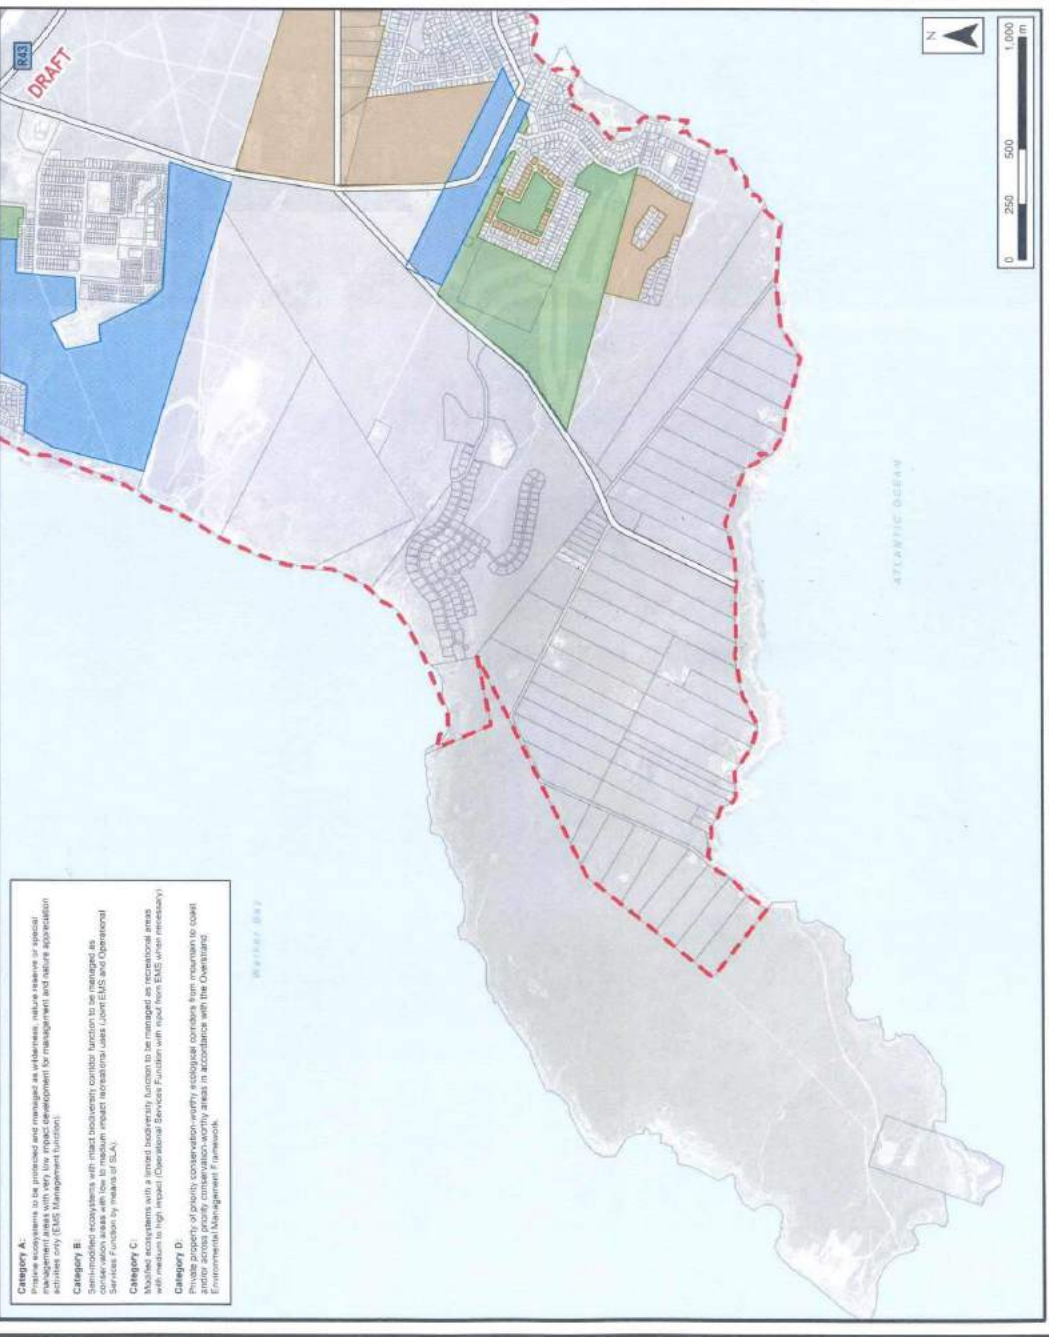 R43
DRAFT
Category A:
Pristine ecosystems to be protected and managed as wilderness, nature reserve or special
management areas with very low impact development for management and nature appreciation
activities only (EMS Management function).
Category B:
Semi-modified ecosystems with intact biodiversity corridor function to be managed as
conservation areas with low to medium impact recreational uses (Joint EMS and Operational
Services Function by means of SLA).
Category C:
Modified ecosystems with a limited biodiversity function to be managed as recreational areas
with medium to high impact (Operational Services Function with input from EMS when necessary)
Category D:
Private property of priority conservation-worthy ecological corridors from mountain to coast
and/or across priority conservation-worthy areas in accordance with the Overstrand
Environmental Management Framework.
Walker Bay
ATLANTIC OCEAN
N
0 250 500 1,000
m